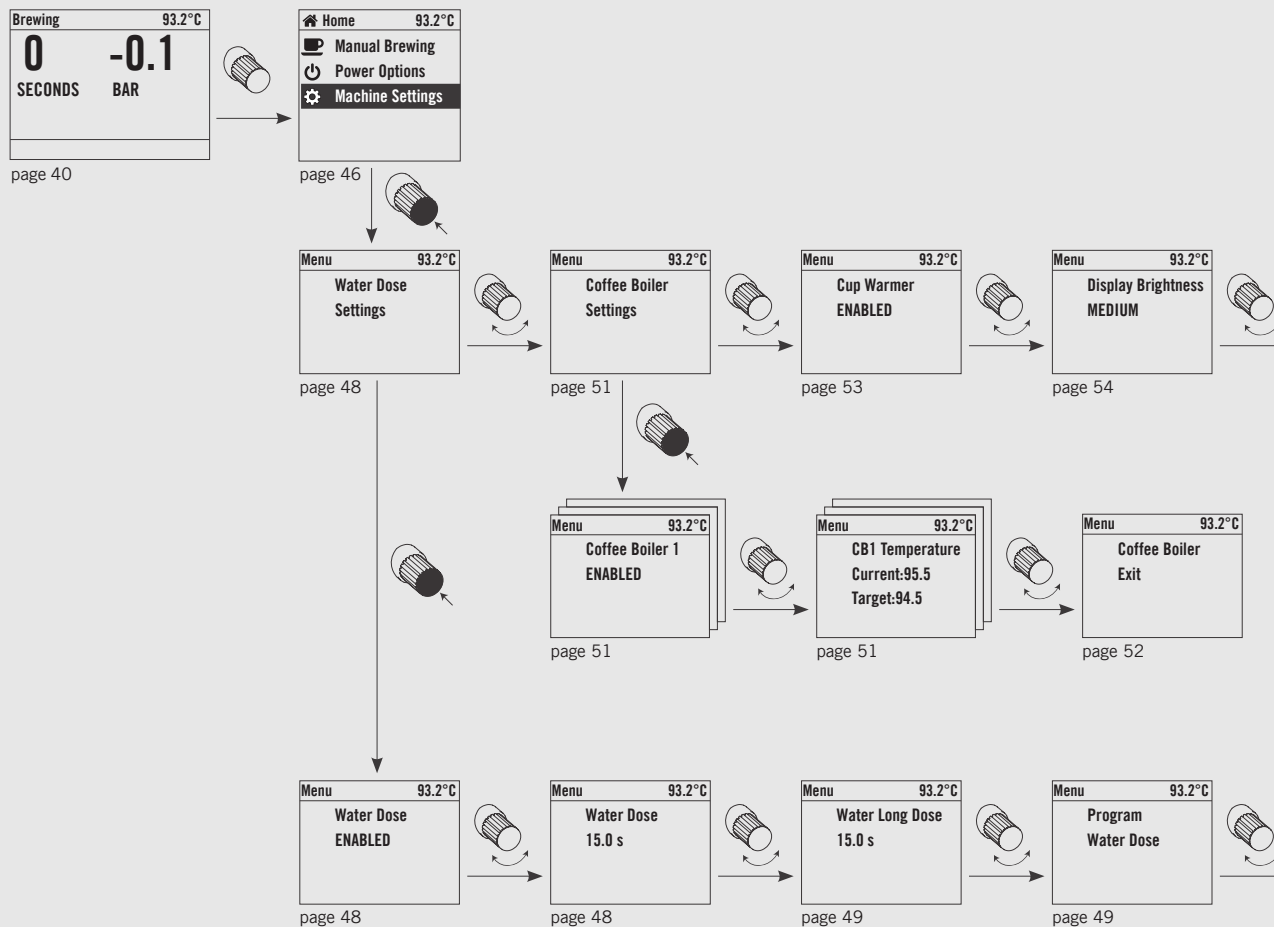 Brewing 93.2°C
0 -0.1
SECONDS BAR
page 40
Home 93.2°C
Manual Brewing
Power Options
Machine Settings
page 46
Menu 93.2°C
Water Dose
Settings
page 48
Menu 93.2°C
Coffee Boiler
Settings
page 51
Menu 93.2°C
Cup Warmer
ENABLED
page 53
Menu 93.2°C
Display Brightness
MEDIUM
page 54
Menu 93.2°C
Coffee Boiler 1
ENABLED
page 51
Menu 93.2°C
CB1 Temperature
Current:95.5
Target:94.5
page 51
Menu 93.2°C
Coffee Boiler
Exit
page 52
Menu 93.2°C
Water Dose
ENABLED
page 48
Menu 93.2°C
Water Dose
15.0 s
page 48
Menu 93.2°C
Water Long Dose
15.0 s
page 49
Menu 93.2°C
Program
Water Dose
page 49